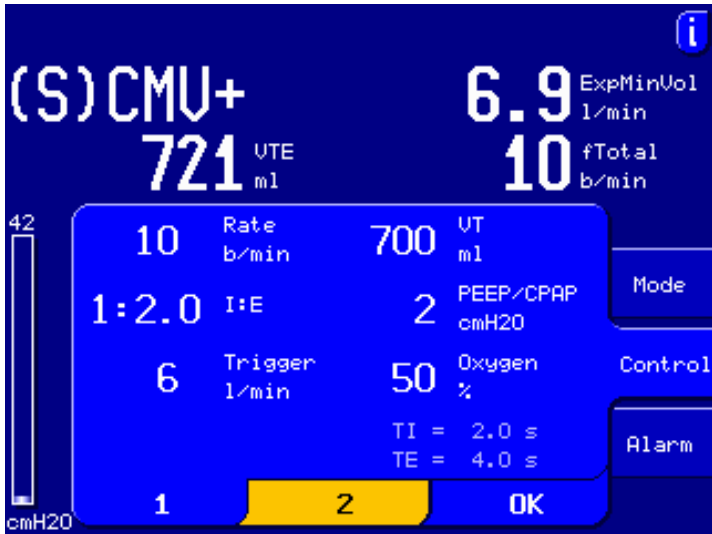 i
(S)CMV+
6.9 ExpMinVol
l/min
721 VTE
ml
10 fTotal
b/min
42
10 Rate
b/min
700 VT
ml
1:2.0 I:E
2 PEEP/CPAP
cmH2O
6 Trigger
l/min
50 Oxygen
%
TI = 2.0 s
TE = 4.0 s
Mode
Control
Alarm
1
2
OK
cmH2O